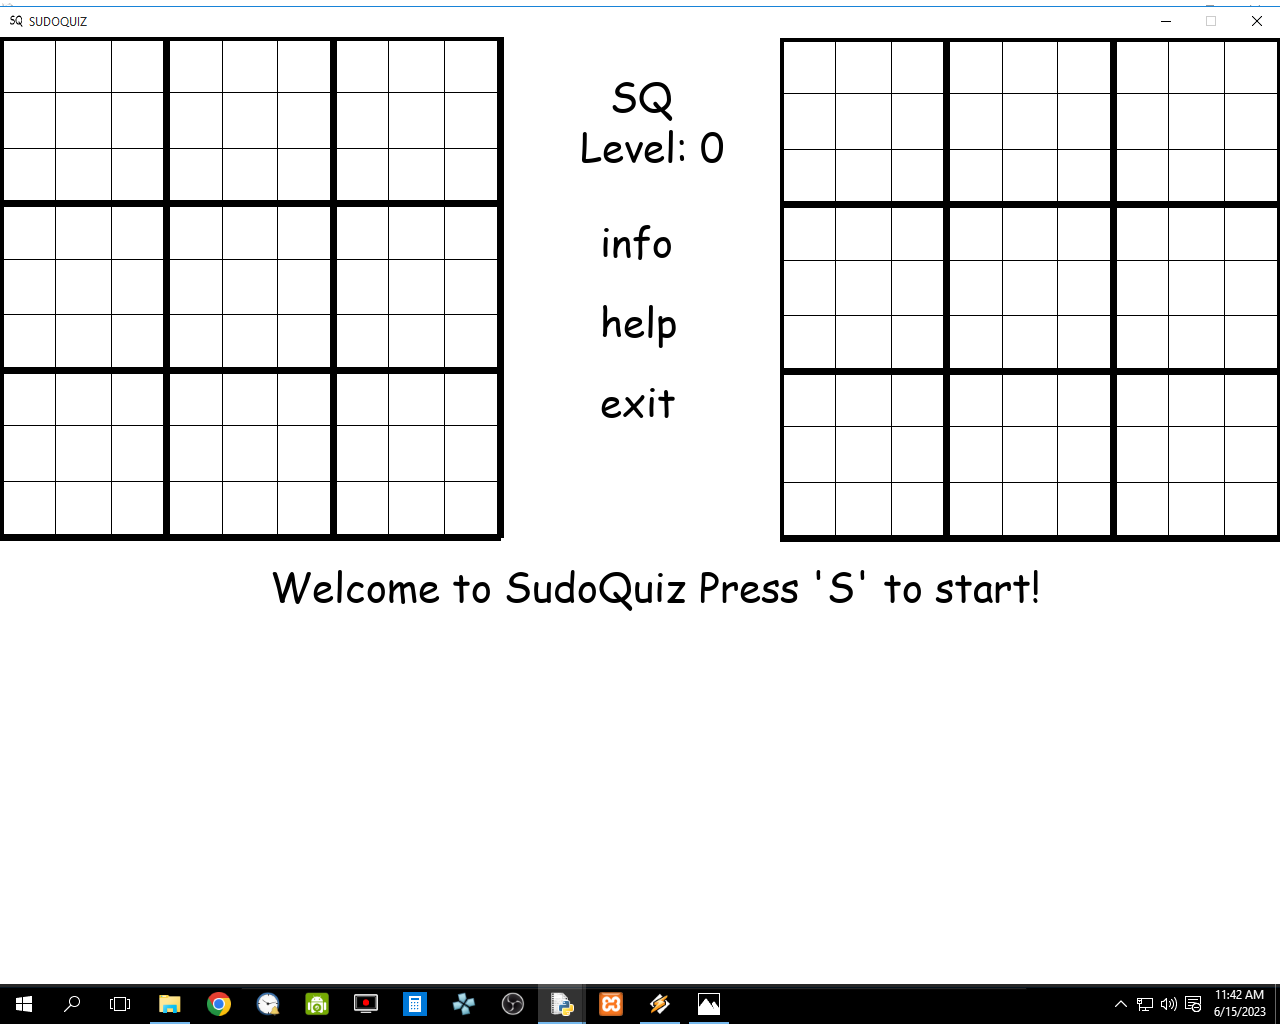 SQ SUDOQUIZ
SQ
Level: 0
info
help
exit
Welcome to SudoQuiz Press 'S' to start!
11:42 AM
6/15/2023